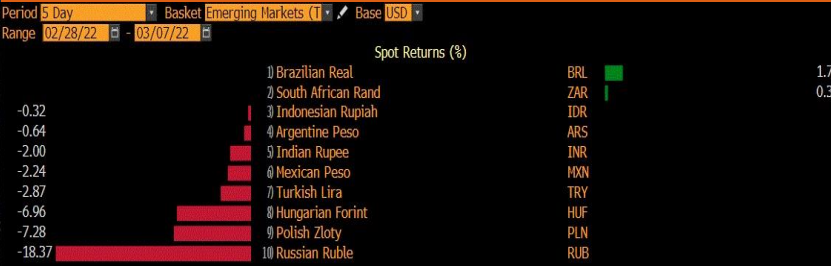 Period 5 Day Basket Emerging Markets (T Base USD
Range 02/28/22 - 03/07/22
Spot Returns (%)
1) Brazilian Real BRL 1.7
2) South African Rand ZAR 0.3
-0.32 3) Indonesian Rupiah IDR
-0.64 4) Argentine Peso ARS
-2.00 5) Indian Rupee INR
-2.24 6) Mexican Peso MXN
-2.87 7) Turkish Lira TRY
-6.96 8) Hungarian Forint HUF
-7.28 9) Polish Zloty PLN
-18.37 10) Russian Ruble RUB